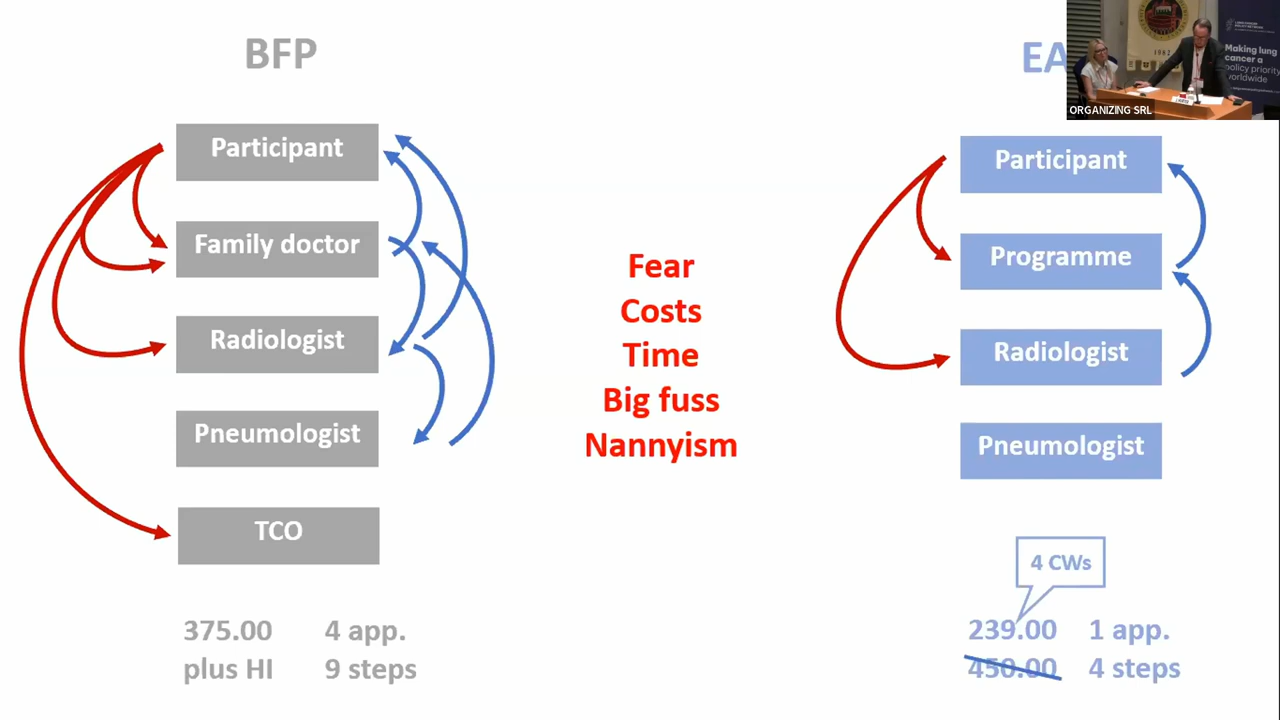 BFP
Participant
Family doctor
Radiologist
Pneumologist
TCO
375.00 4 app.
plus HI 9 steps
Fear
Costs
Time
Big fuss
Nannyism
EA
Participant
Programme
Radiologist
Pneumologist
4 CWs
239.00 1 app.
450.00 4 steps
Making lung
cancer a
policy priority
worldwide
ORGANIZING SRL